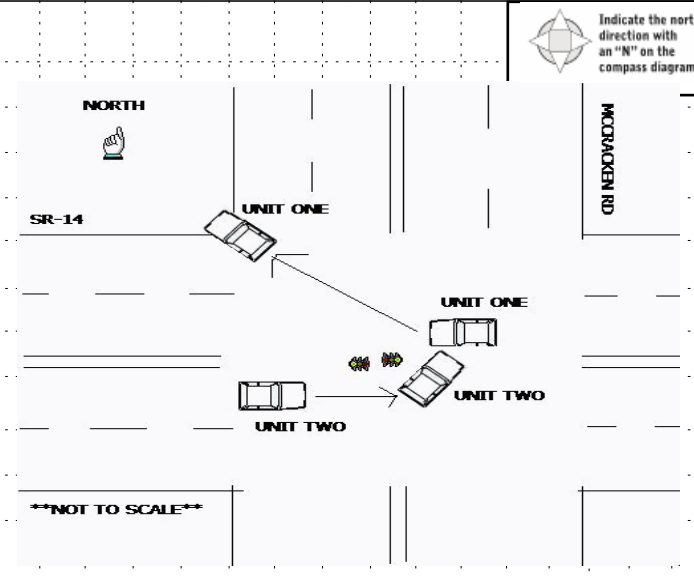 Indicate the nort
direction with
an "N" on the
compass diagram
NORTH
MCCRACKEN RD
SR-14
UNIT ONE
UNIT ONE
UNIT TWO
UNIT TWO
**NOT TO SCALE**